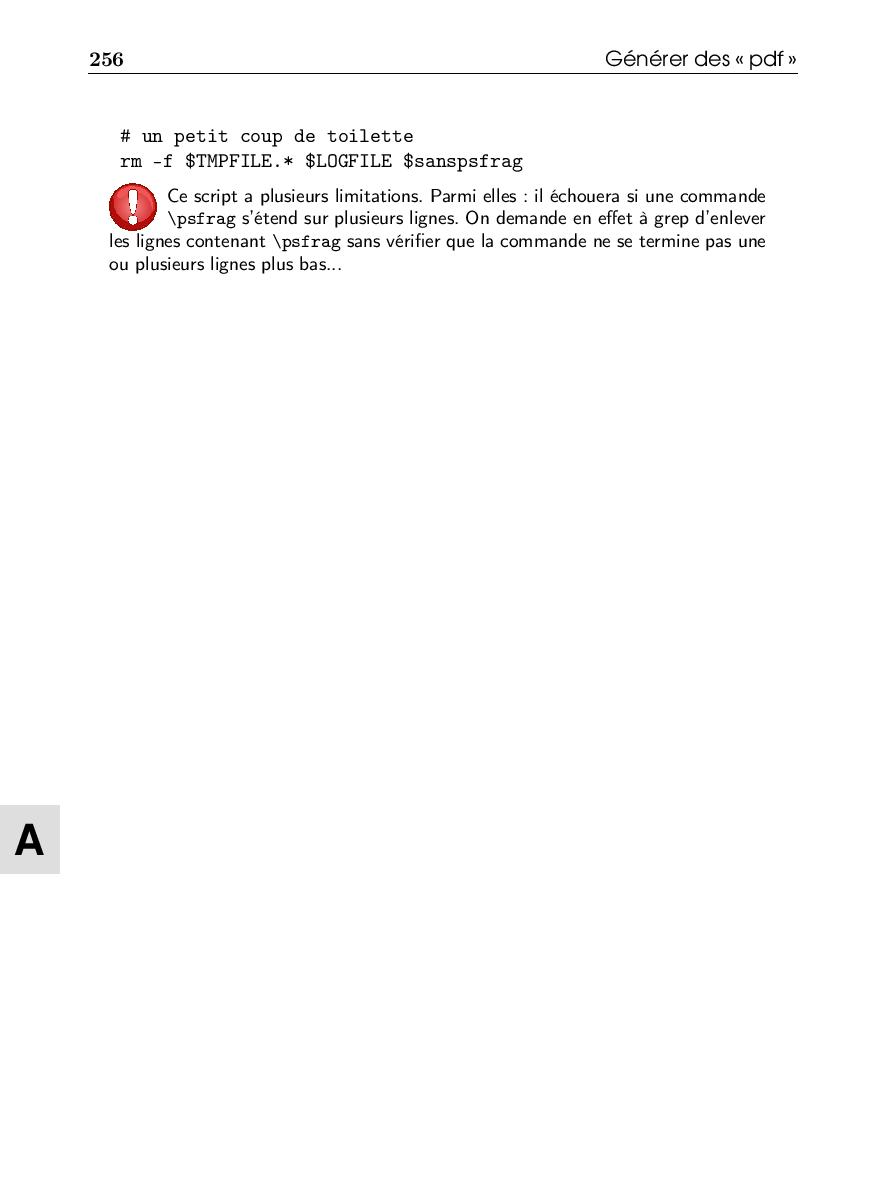 256 Générer des « pdf »
# un petit coup de toilette
rm -f $TMPFILE.* $LOGFILE $sanspsfrag
Ce script a plusieurs limitations. Parmi elles : il échouera si une commande
\psfrag s'étend sur plusieurs lignes. On demande en effet à grep d'enlever
les lignes contenant \psfrag sans vérifier que la commande ne se termine pas une
ou plusieurs lignes plus bas...
A